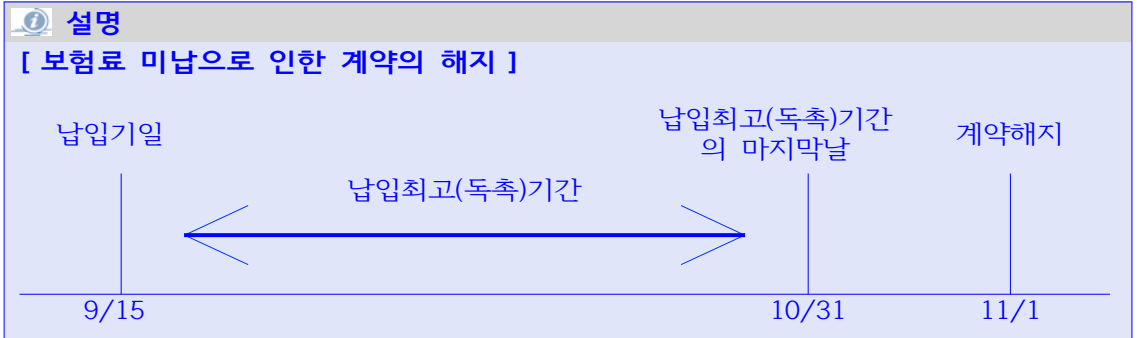 설명
[ 보험료 미납으로 인한 계약의 해지 ]
납입기일
납입최고(독촉)기간
의 마지막날
계약해지
납입최고(독촉)기간
9/15
10/31
11/1